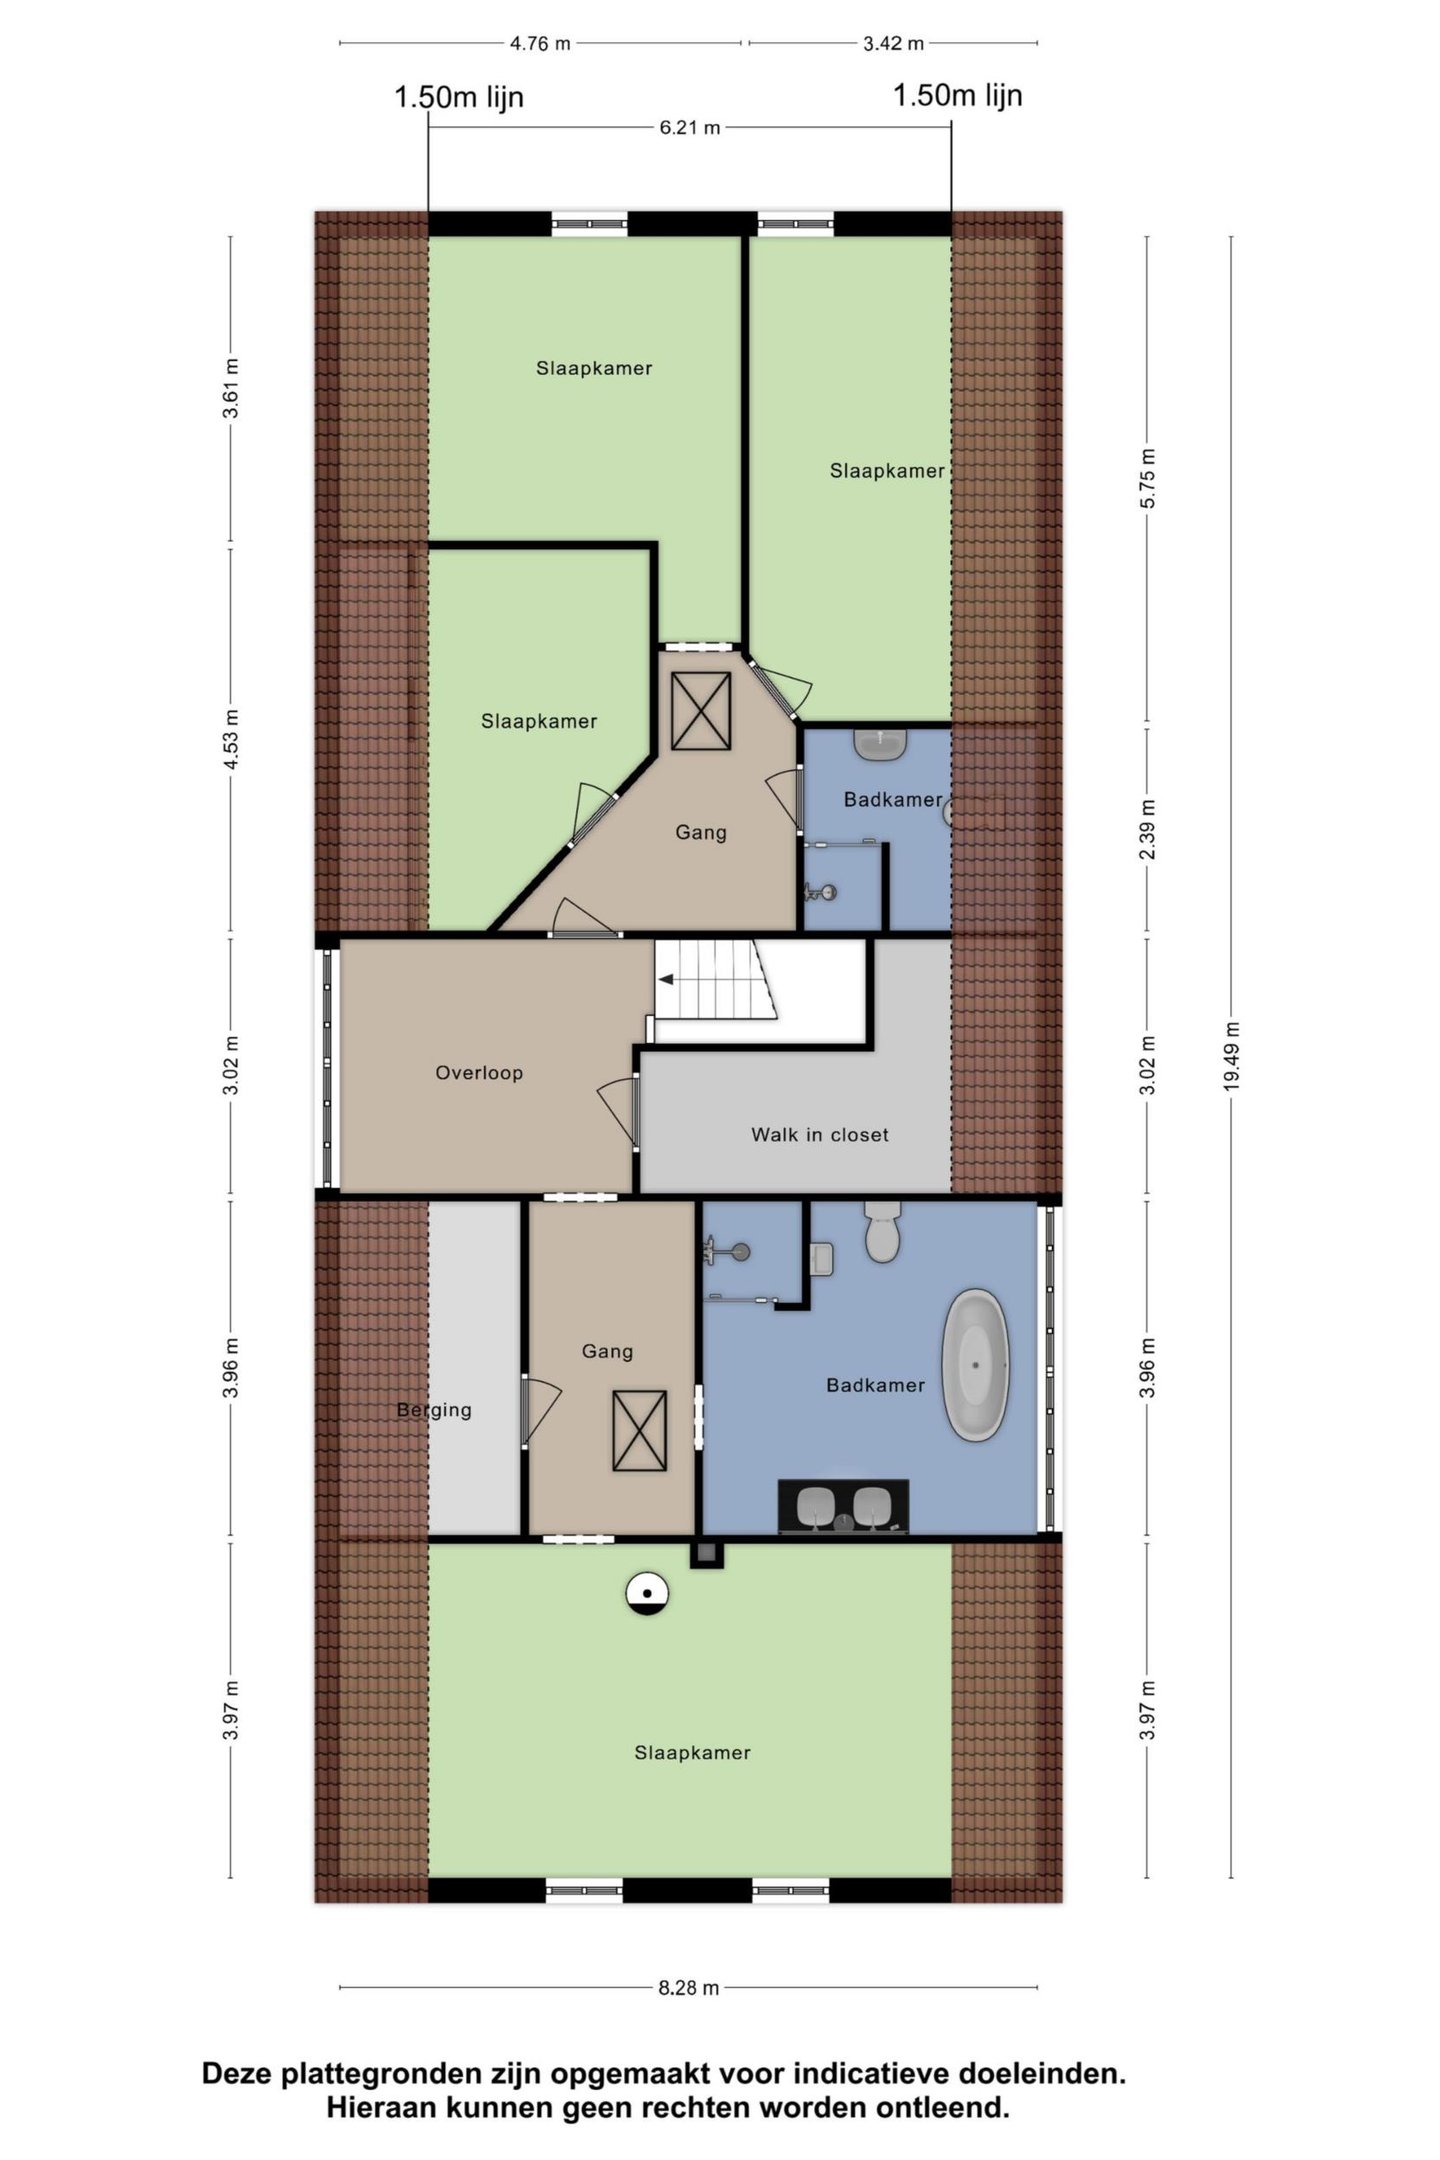 4.76 m
3.42 m
1.50m lijn
1.50m lijn
6.21 m
Slaapkamer
3.61 m
Slaapkamer
5.75 m
Slaapkamer
4.53 m
Badkamer
2.39 m
Gang
19.49 m
Overloop
3.02 m
3.02 m
Walk in closet
Gang
3.96 m
3.96 m
Badkamer
Berging
3.97 m
3.97 m
Slaapkamer
8.28 m
Deze plattegronden zijn opgemaakt voor indicatieve doeleinden.
Hieraan kunnen geen rechten worden ontleend.